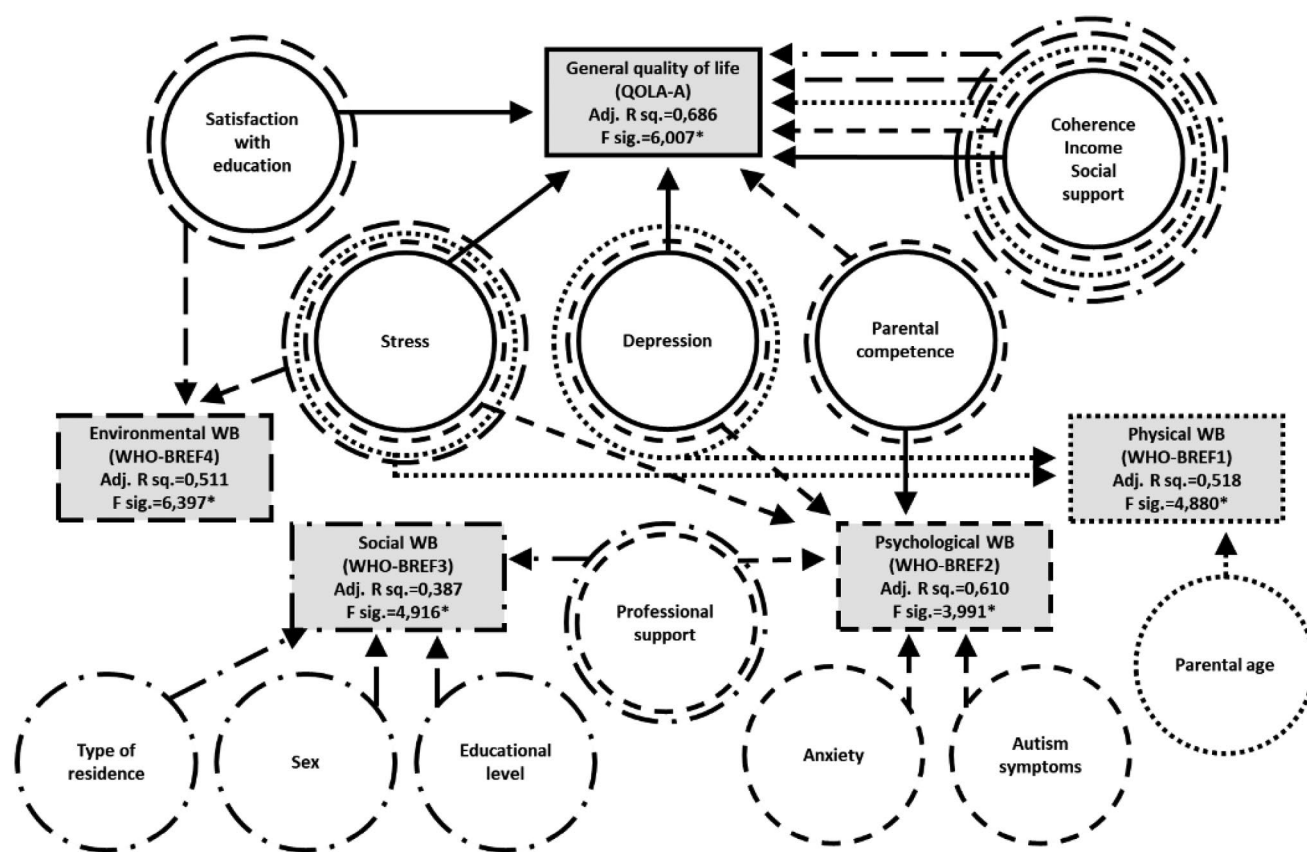 General quality of life
(QOLA-A)
Adj. R sq.=0,686
F sig.=6,007*
Satisfaction
with
education
Coherence
Income
Social
support
Stress
Depression
Parental
competence
Environmental WB
(WHO-BREF4)
Adj. R sq.=0,511
F sig.=6,397*
Physical WB
(WHO-BREF1)
Adj. R sq.=0,518
F sig.=4,880*
Social WB
(WHO-BREF3)
Adj. R sq.=0,387
F sig.=4,916*
Professional
support
Psychological WB
(WHO-BREF2)
Adj. R sq.=0,610
F sig.=3,991*
Parental age
Type of
residence
Sex
Educational
level
Anxiety
Autism
symptoms